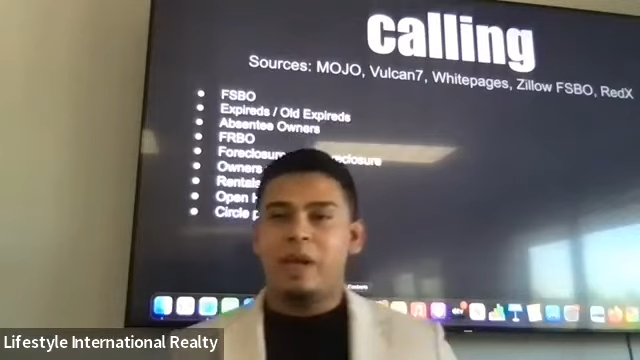 calling
Sources: MOJO, Vulcan7, Whitepages, Zillow FSBO, RedX
FSBO
Expireds / Old Expireds
Absentee Owners
FRBO
Foreclosu
Owners
Rentals
Open H
Circle p
Lifestyle International Realty